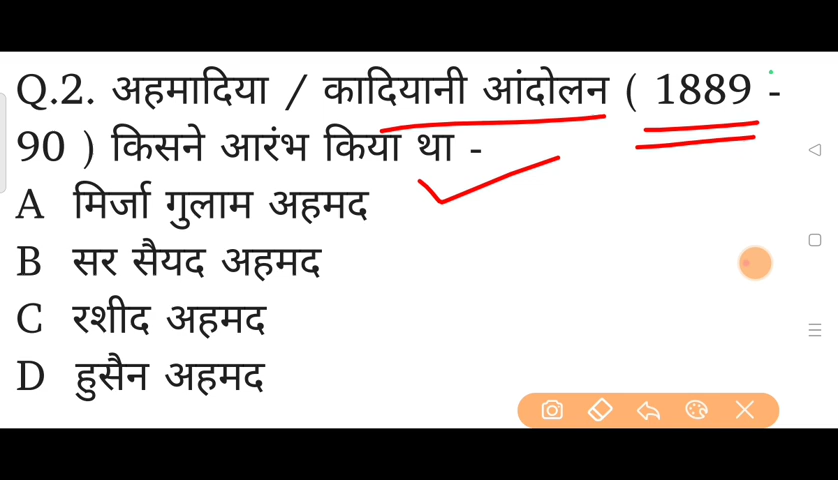 Q.2. अहमादिया / कादियानी आंदोलन ( 1889 -
90 ) किसने आरंभ किया था -
A मिर्जा गुलाम अहमद
B सर सैयद अहमद
C रशीद अहमद
D हुसैन अहमद